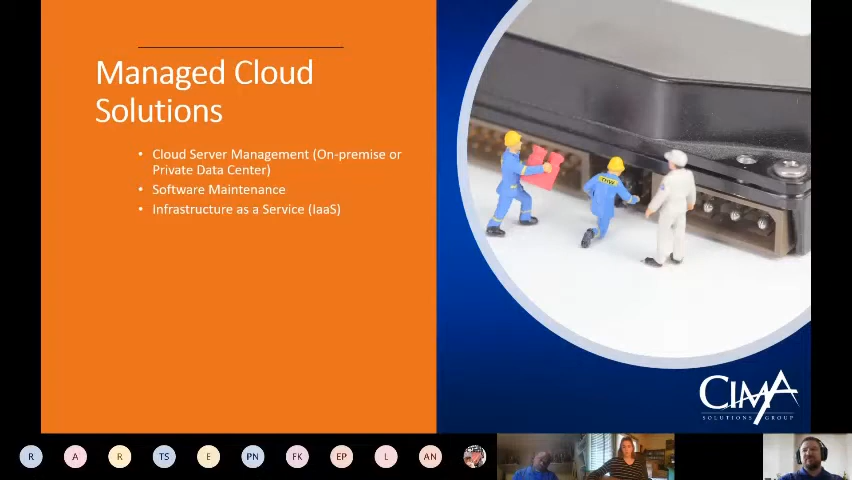 Managed Cloud
Solutions
• Cloud Server Management (On-premise or
Private Data Center)
• Software Maintenance
• Infrastructure as a Service (IaaS)
THW
CIMA
SOLUTIONS GROUP
R A R TS E PN FK EP L AN